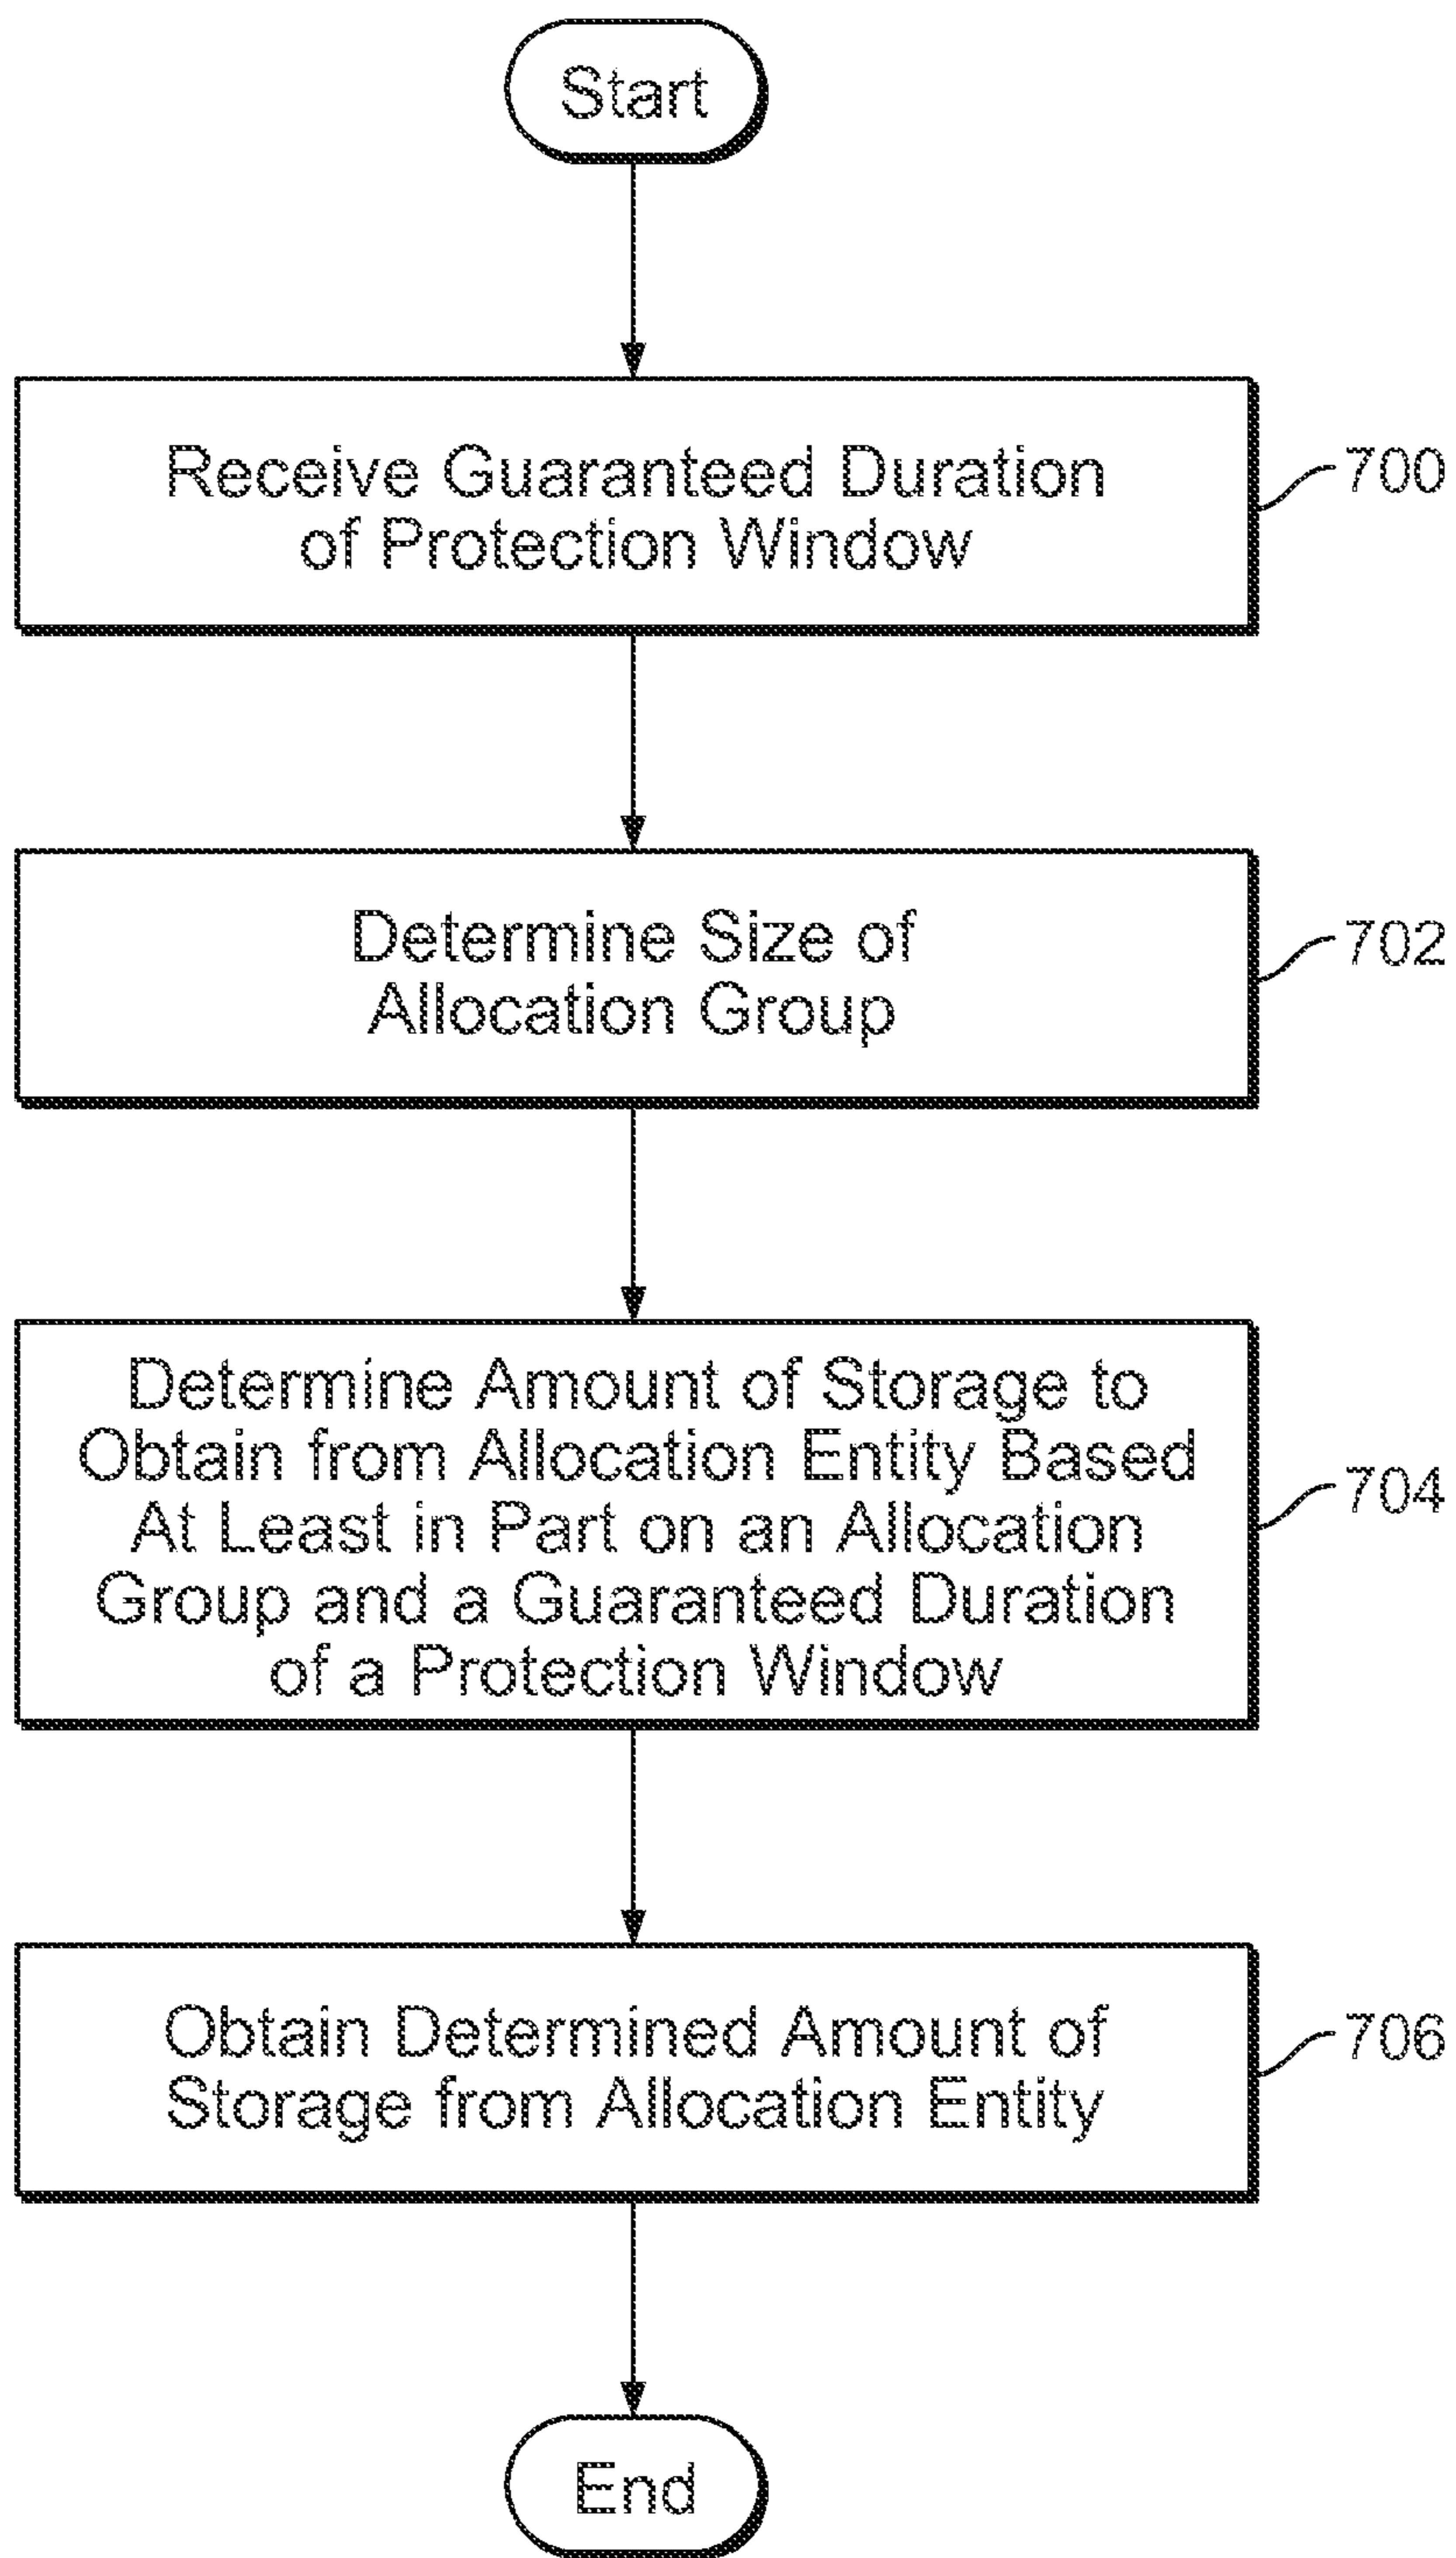 Start
Receive Guaranteed Duration
of Protection Window
700
Determine Size of
Allocation Group
702
Determine Amount of Storage to
Obtain from Allocation Entity Based
At Least in Part on an Allocation
Group and a Guaranteed Duration
of a Protection Window
704
Obtain Determined Amount of
Storage from Allocation Entity
706
End